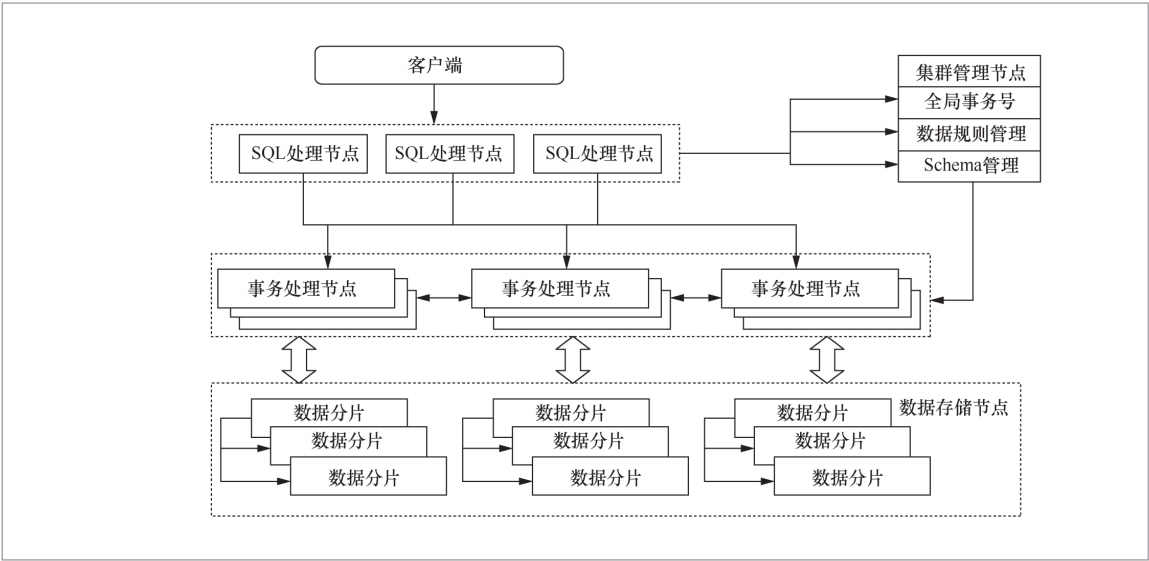 客户端
集群管理节点
全局事务号
数据规则管理
Schema管理
SQL处理节点
SQL处理节点
SQL处理节点
事务处理节点
事务处理节点
事务处理节点
数据存储节点
数据分片
数据分片
数据分片
数据分片
数据分片
数据分片
数据分片
数据分片
数据分片